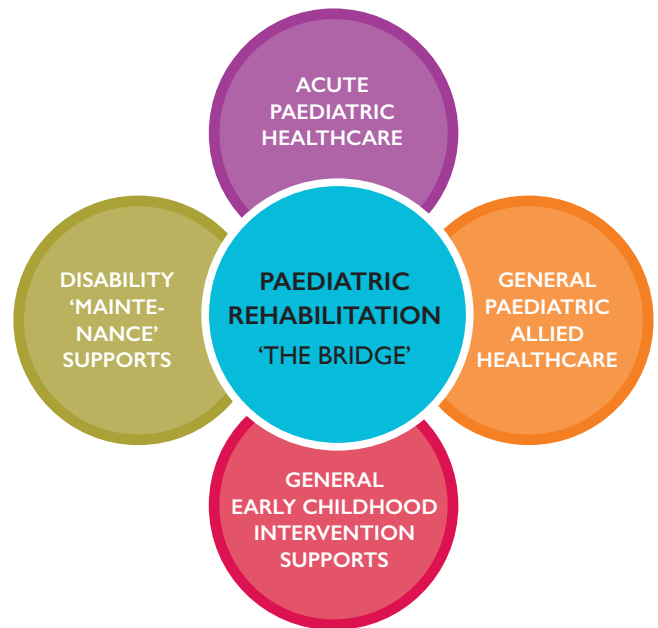 ACUTE
PAEDIATRIC
HEALTHCARE
DISABILITY
‘MAINTE-
NANCE’
SUPPORTS
PAEDIATRIC
REHABILITATION
‘THE BRIDGE’
GENERAL
PAEDIATRIC
ALLIED
HEALTHCARE
GENERAL
EARLY CHILDHOOD
INTERVENTION
SUPPORTS